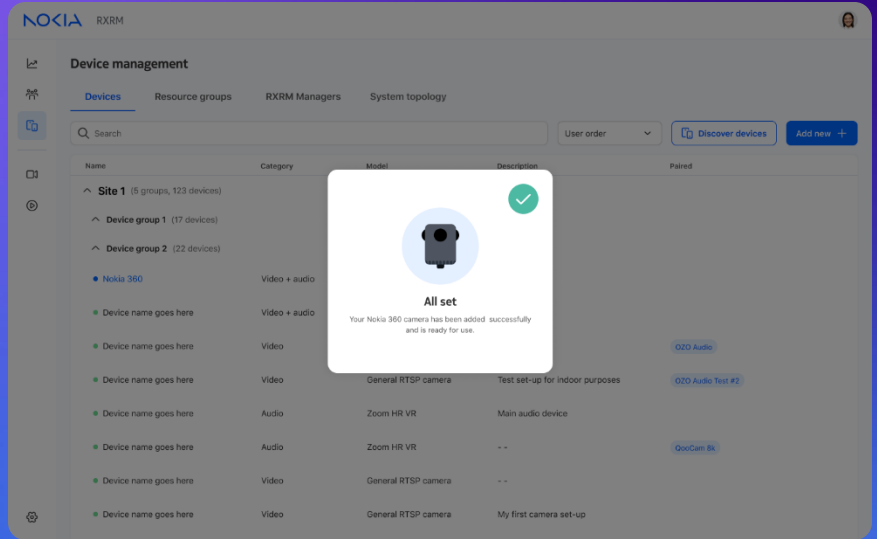 NOKIA RXRM
Device management
Devices Resource groups RXRM Managers System topology
Search User order Discover devices Add new
Name Category Model Description Paired
Site 1 (5 groups, 123 devices)
Device group 1 (17 devices)
Device group 2 (22 devices)
Nokia 360 Video + audio
Device name goes here Video + audio
Device name goes here Video OZO Audio
Device name goes here Video General RTSP camera Test set-up for indoor purposes OZO Audio Test #2
Device name goes here Audio Zoom HR VR Main audio device
Device name goes here Audio Zoom HR VR - - QooCam 8k
Device name goes here Video General RTSP camera - -
Device name goes here Video General RTSP camera My first camera set-up
All set
Your Nokia 360 camera has been added successfully
and is ready for use.